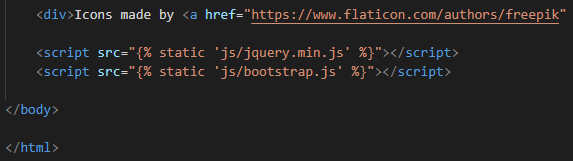 <div>Icons made by <a href="https://www.flaticon.com/authors/freepik"
<script src="{% static 'js/jquery.min.js' %}"></script>
<script src="{% static 'js/bootstrap.js' %}"></script>
</body>
</html>